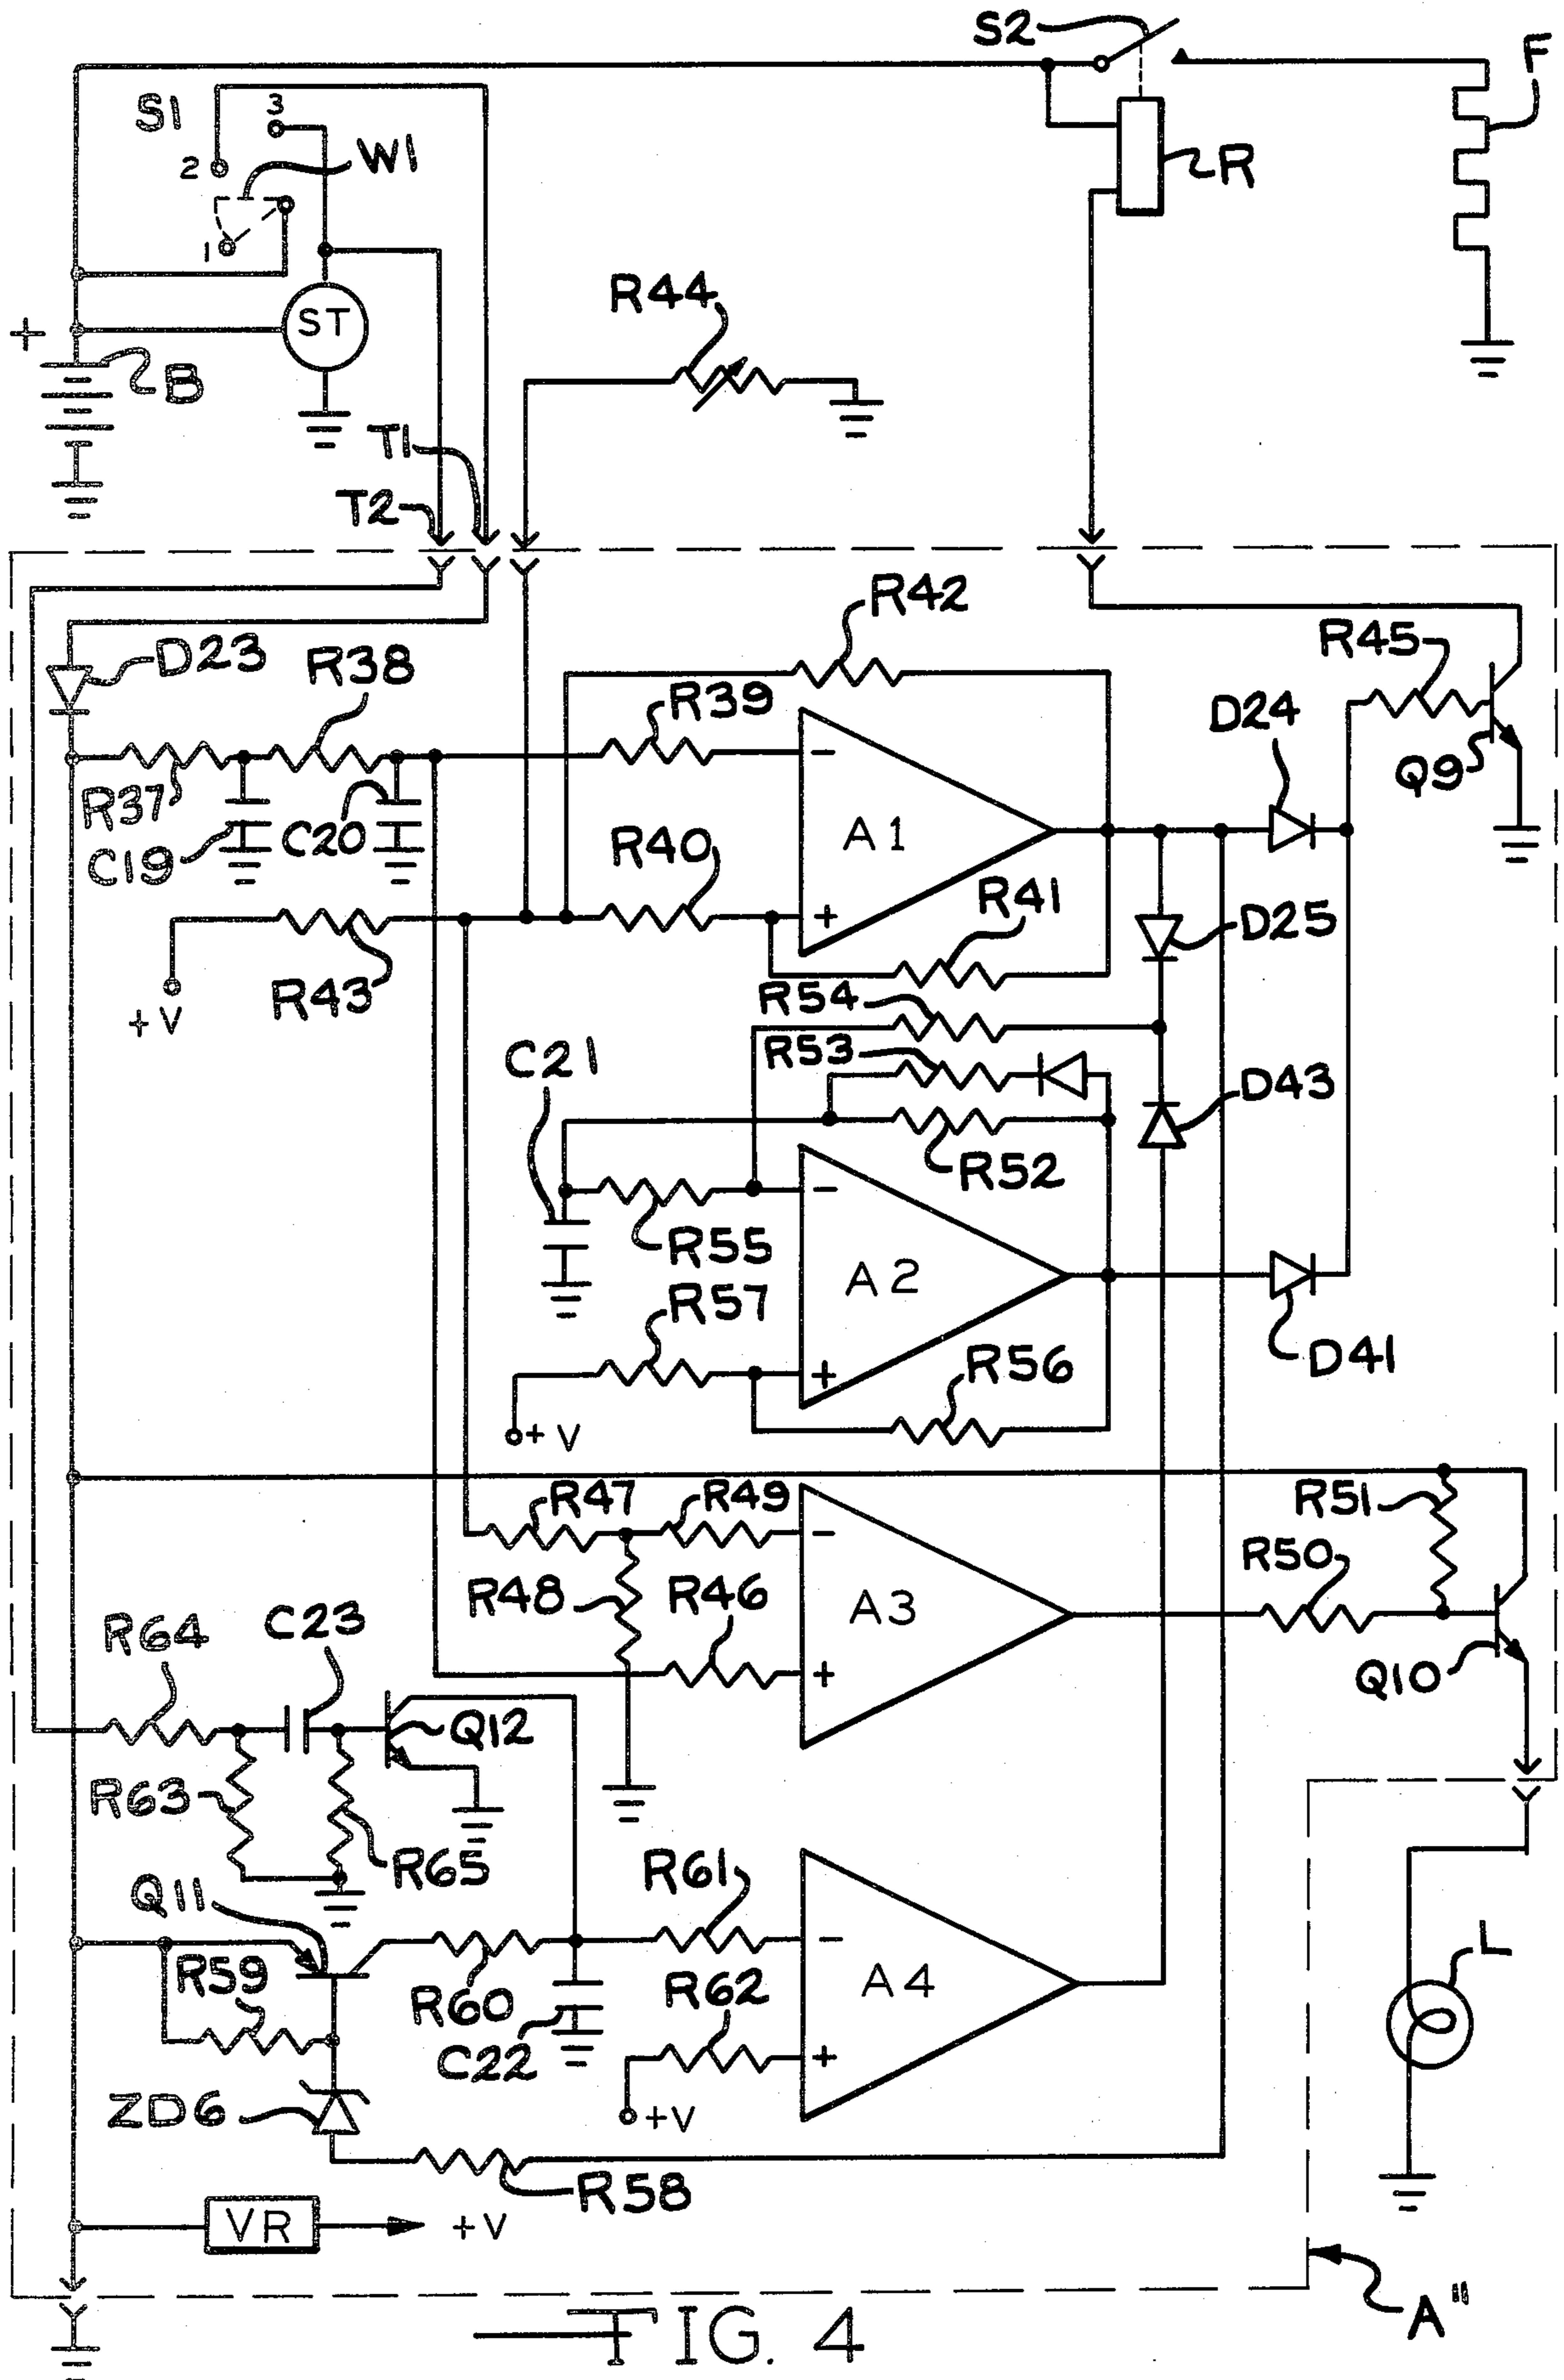 S2
F
S1
3
2
W1
R
1
ST
+
B
R44
T1
T2
R42
R45
D23
R38
R39
D24
Q9
R37
C19
C20
-
A1
R40
+
R41
D25
R43
+V
R54
R53
C21
D43
R52
-
R55
A2
R57
+
R56
D41
+V
R47
R49
R51
-
R50
R48
R46
A3
+
R64
C23
Q10
Q12
R63
R65
Q11
R61
-
L
R59
R60
R62
A4
C22
+
ZD6
+V
R58
VR
+V
A"
FIG. 4